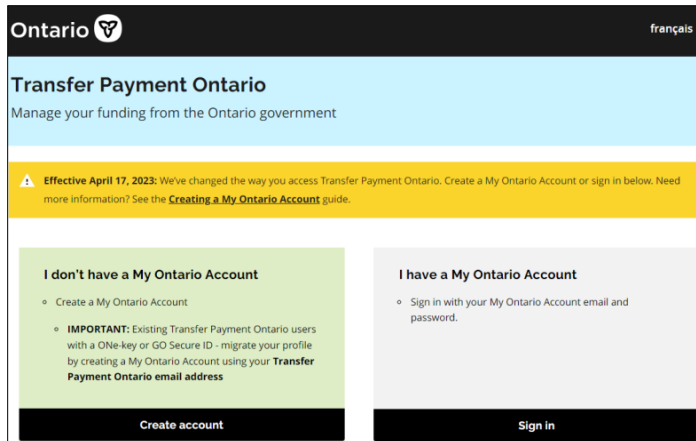 Ontario
français
Transfer Payment Ontario
Manage your funding from the Ontario government
Effective April 17, 2023: We've changed the way you access Transfer Payment Ontario. Create a My Ontario Account or sign in below. Need
more information? See the Creating a My Ontario Account guide.
I don't have a My Ontario Account
Create a My Ontario Account
IMPORTANT: Existing Transfer Payment Ontario users
with a ONe-key or GO Secure ID - migrate your profile
by creating a My Ontario Account using your Transfer
Payment Ontario email address
Create account
I have a My Ontario Account
Sign in with your My Ontario Account email and
password.
Sign in